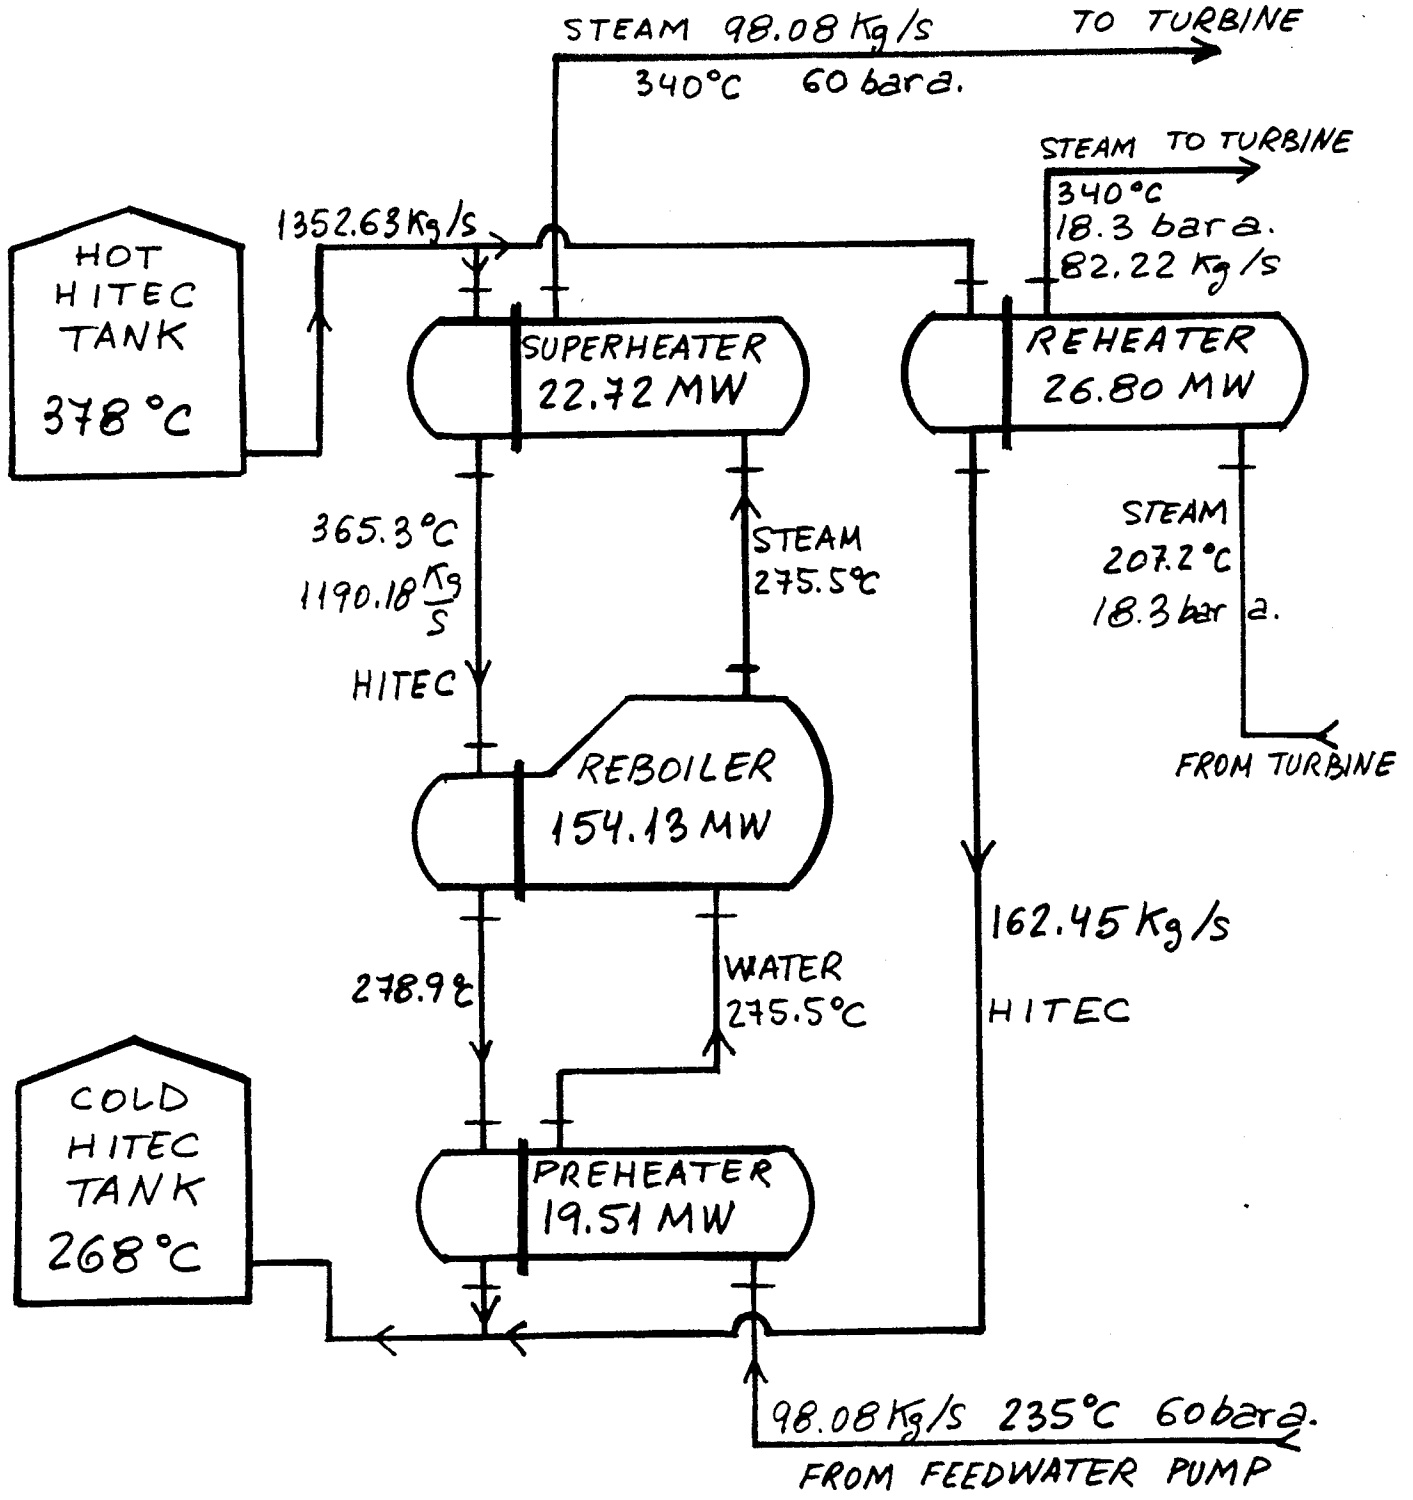 STEAM 98.08 Kg/s TO TURBINE
340°C 60 bar a.
STEAM TO TURBINE
340°C
18.3 bar a.
82.22 Kg/s
1352.63 Kg/s
HOT
HITEC
TANK
378°C
SUPERHEATER
22.72 MW
REHEATER
26.80 MW
365.3°C
1190.18 Kg/s
HITEC
STEAM
275.5°C
STEAM
207.2°C
18.3 bar a.
FROM TURBINE
REBOILER
154.13 MW
162.45 Kg/s
HITEC
278.9°C
WATER
275.5°C
COLD
HITEC
TANK
268°C
PREHEATER
19.51 MW
98.08 Kg/s 235°C 60 bar a.
FROM FEEDWATER PUMP